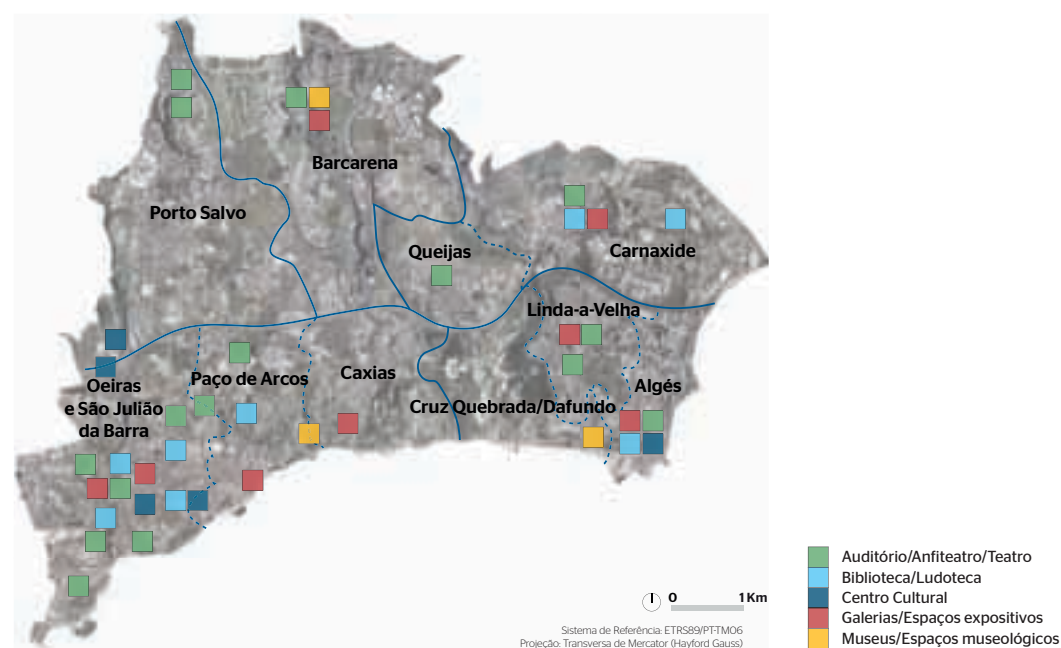 Barcarena
Porto Salvo
Queijas
Carnaxide
Linda-a-Velha
Oeiras
e São Julião
da Barra
Paço de Arcos
Caxias
Algés
Cruz Quebrada/Dafundo
0 1 Km
Sistema de Referência: ETRS89/PT-TM06
Projeção: Transversa de Mercator (Hayford Gauss)
Auditório/Anfiteatro/Teatro
Biblioteca/Ludoteca
Centro Cultural
Galerias/Espaços expositivos
Museus/Espaços museológicos